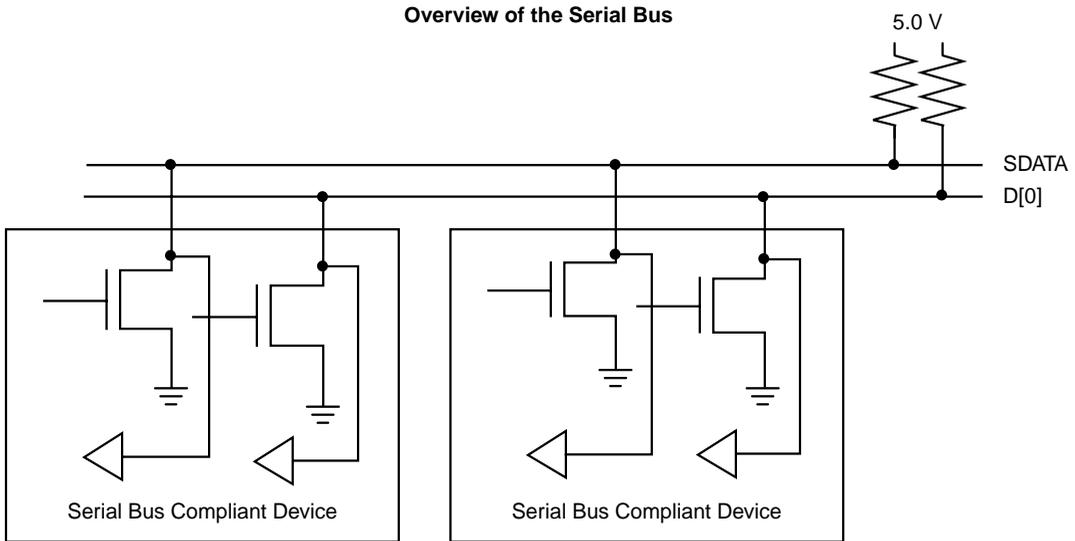 Overview of the Serial Bus
5.0 V
SDATA
D[0]
Serial Bus Compliant Device
Serial Bus Compliant Device